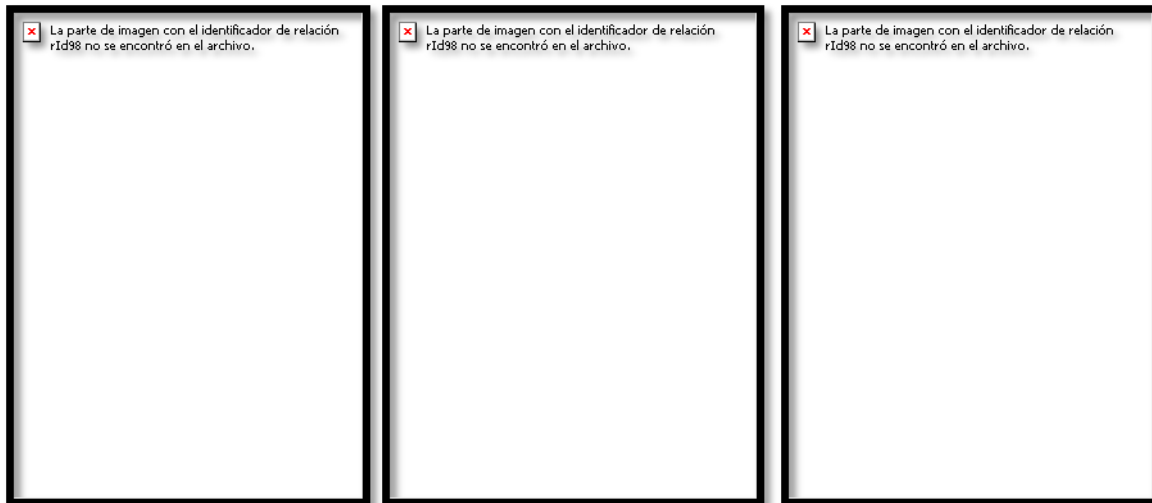 La parte de imagen con el identificador de relación
rId98 no se encontró en el archivo.
La parte de imagen con el identificador de relación
rId98 no se encontró en el archivo.
La parte de imagen con el identificador de relación
rId98 no se encontró en el archivo.